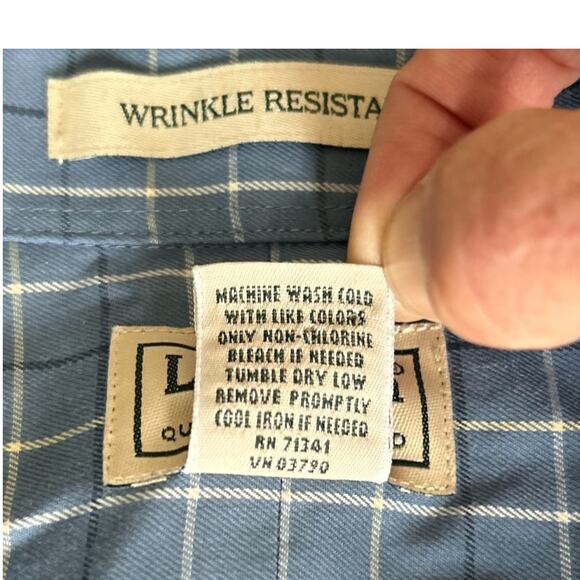 WRINKLE RESISTA
MACHINE WASH COLD
WITH LIKE COLORS
ONLY NON-CHLORINE
BLEACH IF NEEDED
TUMBLE DRY LOW
REMOVE PROMPTLY
COOL IRON IF NEEDED
RN 71341
VN 03790